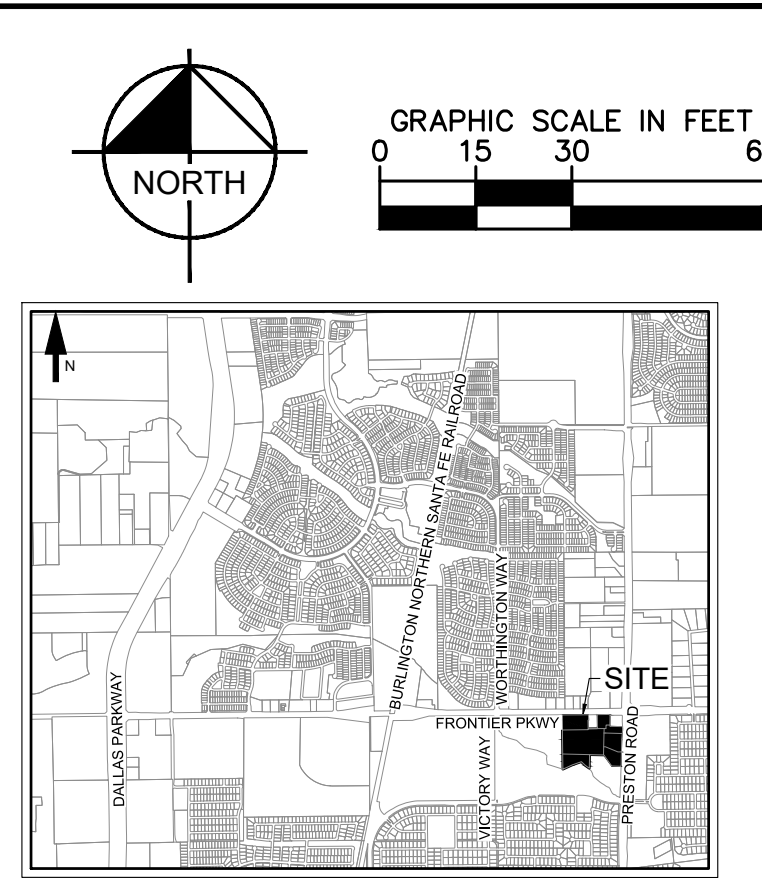 NORTH
GRAPHIC SCALE IN FEET
0 15 30 6
N
BURLINGTON NORTHERN SANTA FE RAILROAD
WORTHINGTON WAY
SITE
FRONTIER PKWY
DALLAS PARKWAY
VICTORY WAY
PRESTON ROAD